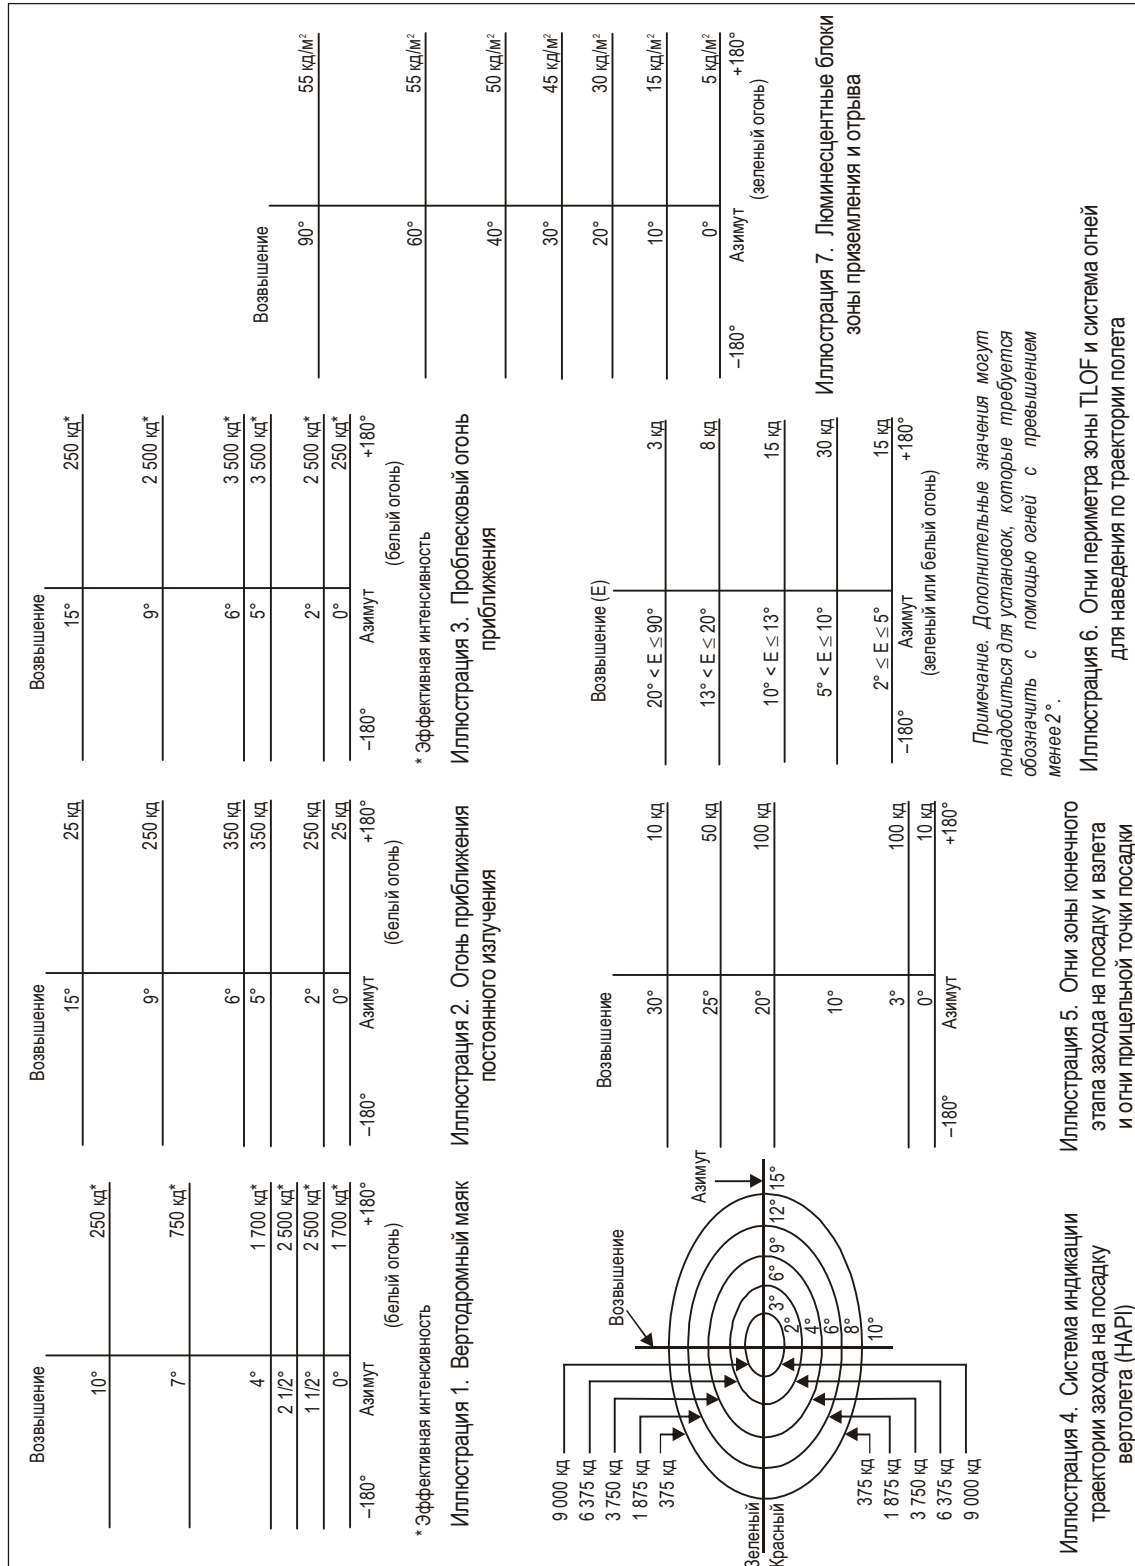 Возвышение
10° 250 кд*
7° 750 кд*
4° 1 700 кд*
2 1/2° 2 500 кд*
1 1/2° 2 500 кд*
0° 1 700 кд*
–180° Азимут +180°
(белый огонь)
* Эффективная интенсивность
Иллюстрация 1. Вертодромный маяк
Возвышение
15° 25 кд
9° 250 кд
6° 350 кд
5° 350 кд
2° 250 кд
0° 25 кд
–180° Азимут +180°
(белый огонь)
Иллюстрация 2. Огонь приближения
постоянного излучения
Возвышение
15° 250 кд*
9° 2 500 кд*
6° 3 500 кд*
5° 3 500 кд*
2° 2 500 кд*
0° 250 кд*
–180° Азимут +180°
(белый огонь)
* Эффективная интенсивность
Иллюстрация 3. Проблесковый огонь
приближения
Возвышение
Азимут
9 000 кд
6 375 кд
3 750 кд
1 875 кд
375 кд
Зеленый
Красный
3° 6° 9° 12° 15°
2° 4° 6° 8° 10°
375 кд
1 875 кд
3 750 кд
6 375 кд
9 000 кд
Иллюстрация 4. Система индикации
траектории захода на посадку
вертолета (HAPI)
Возвышение
30° 10 кд
25° 50 кд
20° 100 кд
10°
3° 100 кд
0° 10 кд
–180° Азимут +180°
Иллюстрация 5. Огни зоны конечного
этапа захода на посадку и взлета
и огни прицельной точки посадки
Возвышение (E)
20° < E ≤ 90° 3 кд
13° < E ≤ 20° 8 кд
10° < E ≤ 13° 15 кд
5° < E ≤ 10° 30 кд
2° ≤ E ≤ 5° 15 кд
–180° Азимут +180°
(зеленый или белый огонь)
Примечание. Дополнительные значения могут
понадобиться для установок, которые требуется
обозначить с помощью огней с превышением
менее 2°.
Иллюстрация 6. Огни периметра зоны TLOF и система огней
для наведения по траектории полета
Возвышение
90° 55 кд/м²
60° 55 кд/м²
40° 50 кд/м²
30° 45 кд/м²
20° 30 кд/м²
10° 15 кд/м²
0° 5 кд/м²
–180° Азимут +180°
(зеленый огонь)
Иллюстрация 7. Люминесцентные блоки
зоны приземления и отрыва